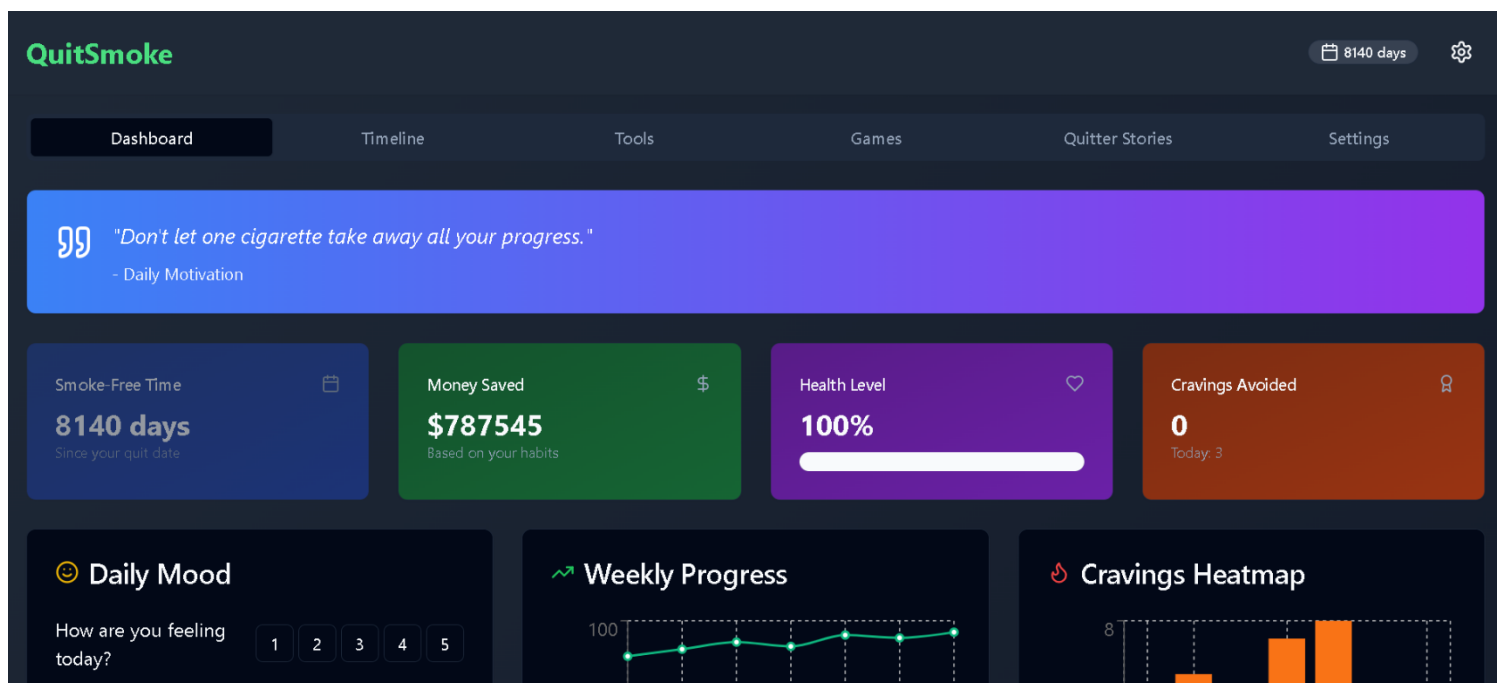 QuitSmoke
8140 days
Dashboard Timeline Tools Games Quitter Stories Settings
"Don't let one cigarette take away all your progress."
- Daily Motivation
Smoke-Free Time
8140 days
Since your quit date
Money Saved
$787545
Based on your habits
Health Level
100%
Cravings Avoided
0
Today: 3
Daily Mood
How are you feeling
today?
1 2 3 4 5
Weekly Progress
100
Cravings Heatmap
8